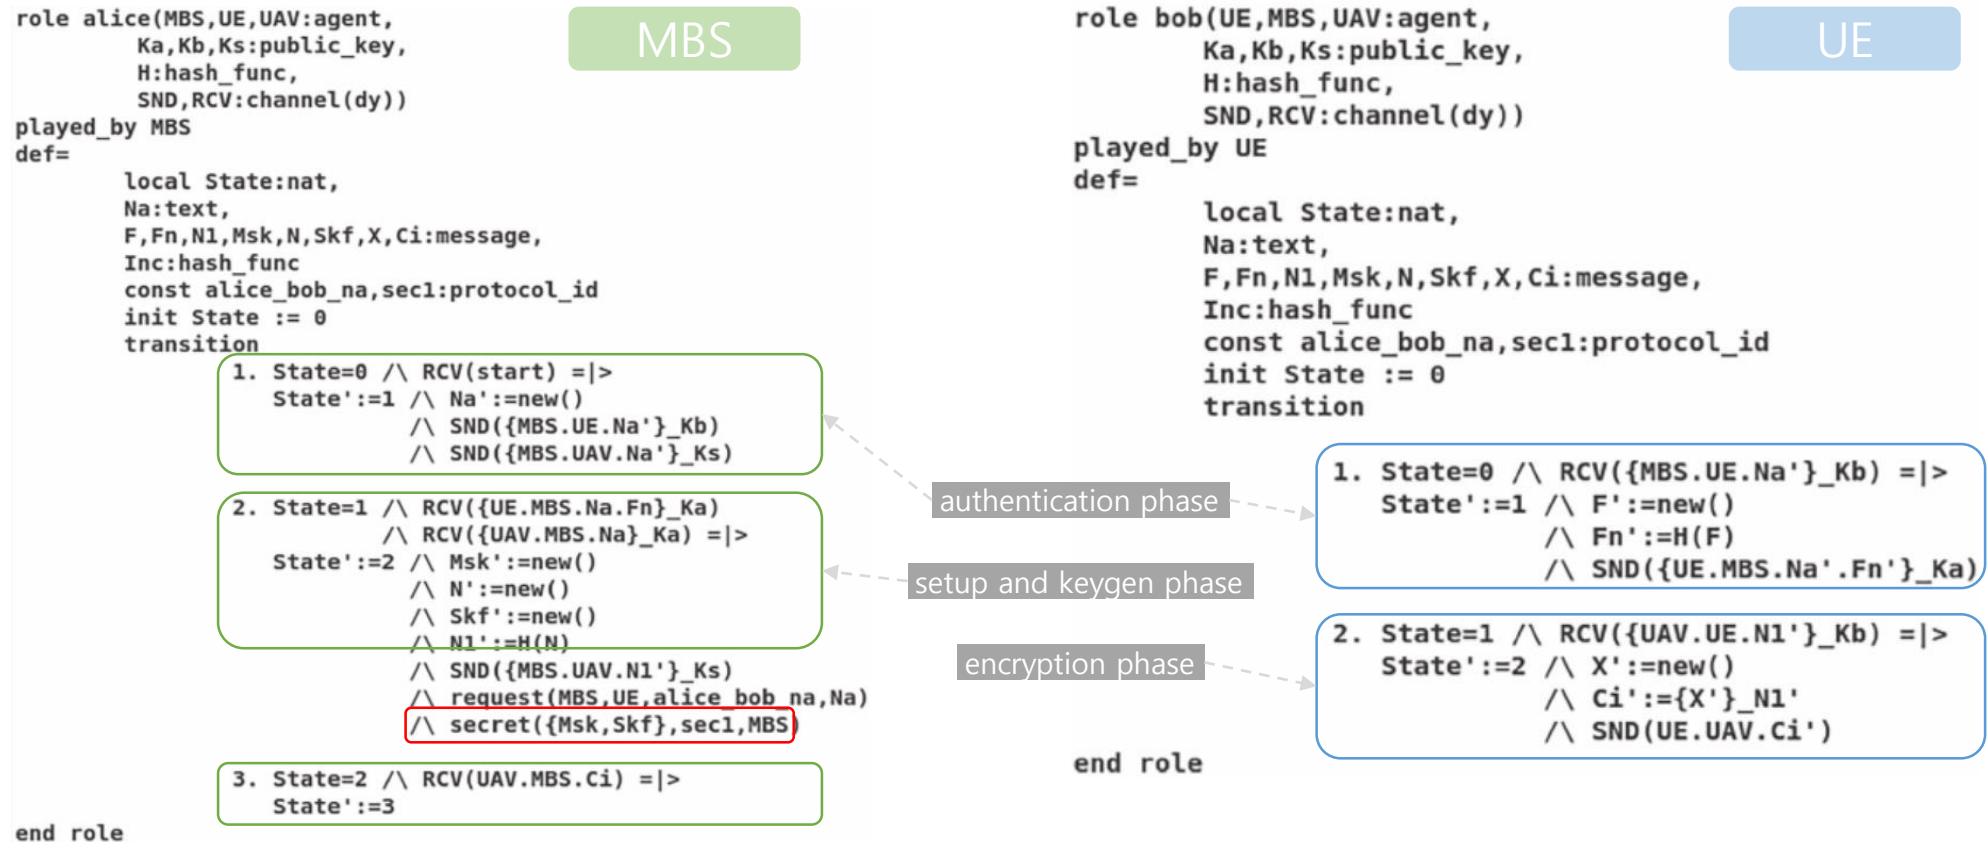 role alice(MBS,UE,UAV:agent,
Ka,Kb,Ks:public_key,
H:hash_func,
SND,RCV:channel(dy))
played_by MBS
def=
local State:nat,
Na:text,
F,Fn,N1,Msk,N,Skf,X,Ci:message,
Inc:hash_func
const alice_bob_na,sec1:protocol_id
init State := 0
transition
1. State=0 /\ RCV(start) =|>
State':=1 /\ Na':=new()
/\ SND({MBS.UE.Na'}_Kb)
/\ SND({MBS.UAV.Na'}_Ks)
2. State=1 /\ RCV({UE.MBS.Na.Fn}_Ka)
/\ RCV({UAV.MBS.Na}_Ka) =|>
State':=2 /\ Msk':=new()
/\ N':=new()
/\ Skf':=new()
/\ N1':=H(N)
/\ SND({MBS.UAV.N1'}_Ks)
/\ request(MBS,UE,alice_bob_na,Na)
/\ secret({Msk,Skf},sec1,MBS)
3. State=2 /\ RCV(UAV.MBS.Ci) =|>
State':=3
end role
MBS
authentication phase
setup and keygen phase
encryption phase
role bob(UE,MBS,UAV:agent,
Ka,Kb,Ks:public_key,
H:hash_func,
SND,RCV:channel(dy))
played_by UE
def=
local State:nat,
Na:text,
F,Fn,N1,Msk,N,Skf,X,Ci:message,
Inc:hash_func
const alice_bob_na,sec1:protocol_id
init State := 0
transition
1. State=0 /\ RCV({MBS.UE.Na'}_Kb) =|>
State':=1 /\ F':=new()
/\ Fn':=H(F)
/\ SND({UE.MBS.Na'.Fn'}_Ka)
2. State=1 /\ RCV({UAV.UE.N1'}_Kb) =|>
State':=2 /\ X':=new()
/\ Ci':={X'}_N1'
/\ SND(UE.UAV.Ci')
end role
UE